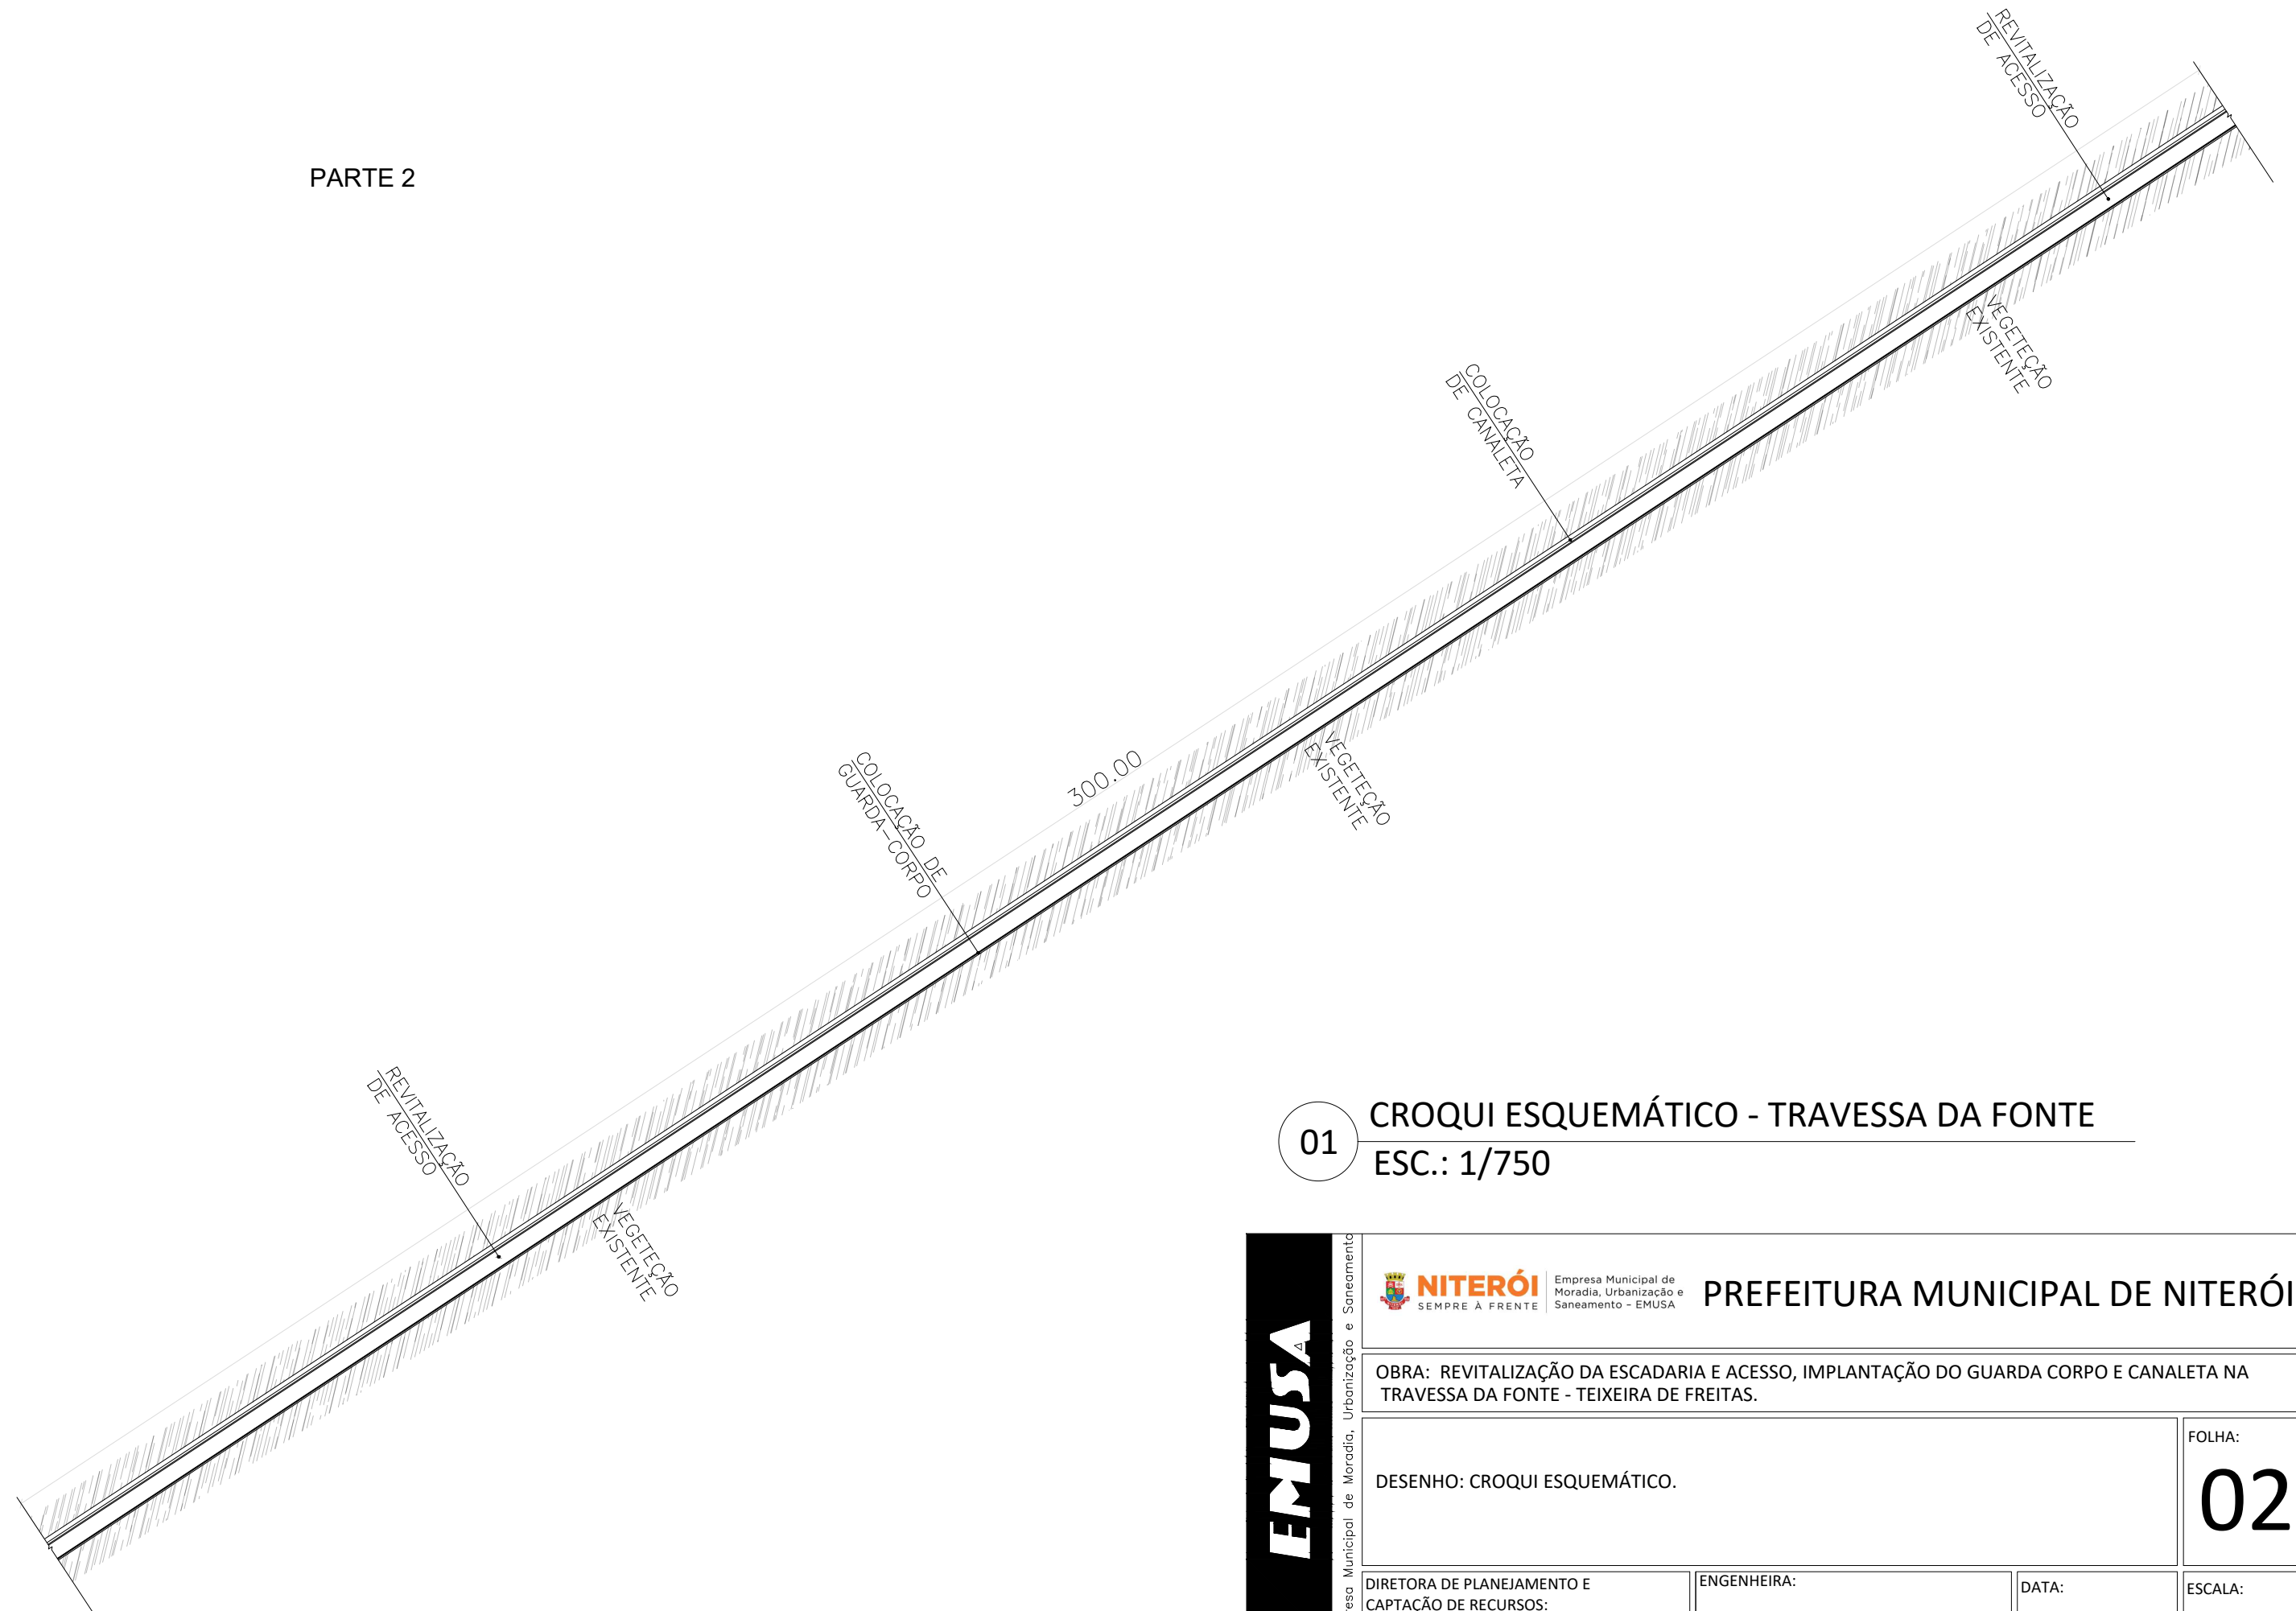 PARTE 2
REVITALIZAÇÃO
DE ACESSO
VEGETEÇÃO
EXISTENTE
COLOCAÇÃO
DE CANALETA
300.00
VEGETEÇÃO
EXISTENTE
COLOCAÇÃO DE
GUARDA-CORPO
REVITALIZAÇÃO
DE ACESSO
VEGETEÇÃO
EXISTENTE
01
CROQUI ESQUEMÁTICO - TRAVESSA DA FONTE
ESC.: 1/750
EMUSA
Municipal de Moradia, Urbanização e Saneamento
NITERÓI
SEMPRE À FRENTE
Empresa Municipal de
Moradia, Urbanização e
Saneamento - EMUSA
PREFEITURA MUNICIPAL DE NITERÓI
OBRA: REVITALIZAÇÃO DA ESCADARIA E ACESSO, IMPLANTAÇÃO DO GUARDA CORPO E CANALETA NA
TRAVESSA DA FONTE - TEIXEIRA DE FREITAS.
DESENHO: CROQUI ESQUEMÁTICO.
FOLHA:
02
DIRETORA DE PLANEJAMENTO E
CAPTAÇÃO DE RECURSOS:
ENGENHEIRA:
DATA:
ESCALA: